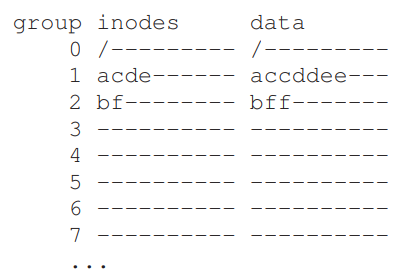 group inodes data
0 /--------- /---------
1 acde------ accddee---
2 bf-------- bff-------
3 ---------- ----------
4 ---------- ----------
5 ---------- ----------
6 ---------- ----------
7 ---------- ----------
...